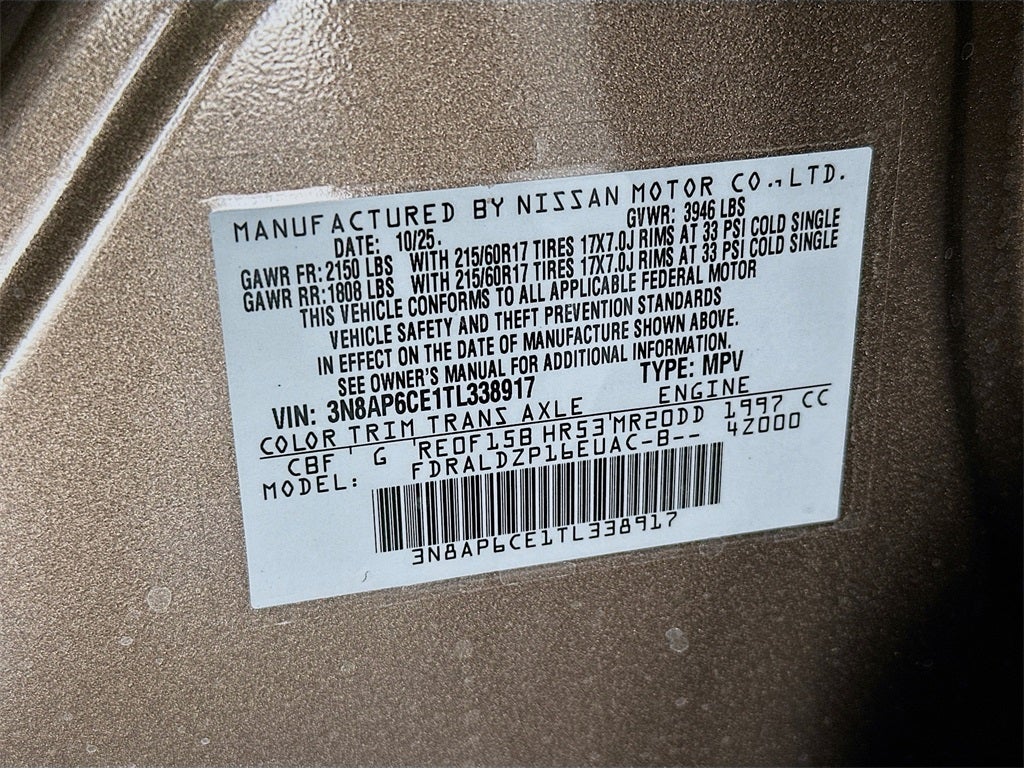 MANUFACTURED BY NISSAN MOTOR CO.,LTD.
DATE: 10/25. GVWR: 3946 LBS
GAWR FR: 2150 LBS WITH 215/60R17 TIRES 17X7.0J RIMS AT 33 PSI COLD SINGLE
GAWR RR: 1808 LBS WITH 215/60R17 TIRES 17X7.0J RIMS AT 33 PSI COLD SINGLE
THIS VEHICLE CONFORMS TO ALL APPLICABLE FEDERAL MOTOR
VEHICLE SAFETY AND THEFT PREVENTION STANDARDS
IN EFFECT ON THE DATE OF MANUFACTURE SHOWN ABOVE.
SEE OWNER'S MANUAL FOR ADDITIONAL INFORMATION.
VIN: 3N8AP6CE1TL338917 TYPE: MPV
COLOR TRIM TRANS AXLE ENGINE
CBF G RE0F15B HR53 MR20DD 1997 CC
MODEL: FDRALDZP16EUAC-B-- 4Z000
3N8AP6CE1TL338917